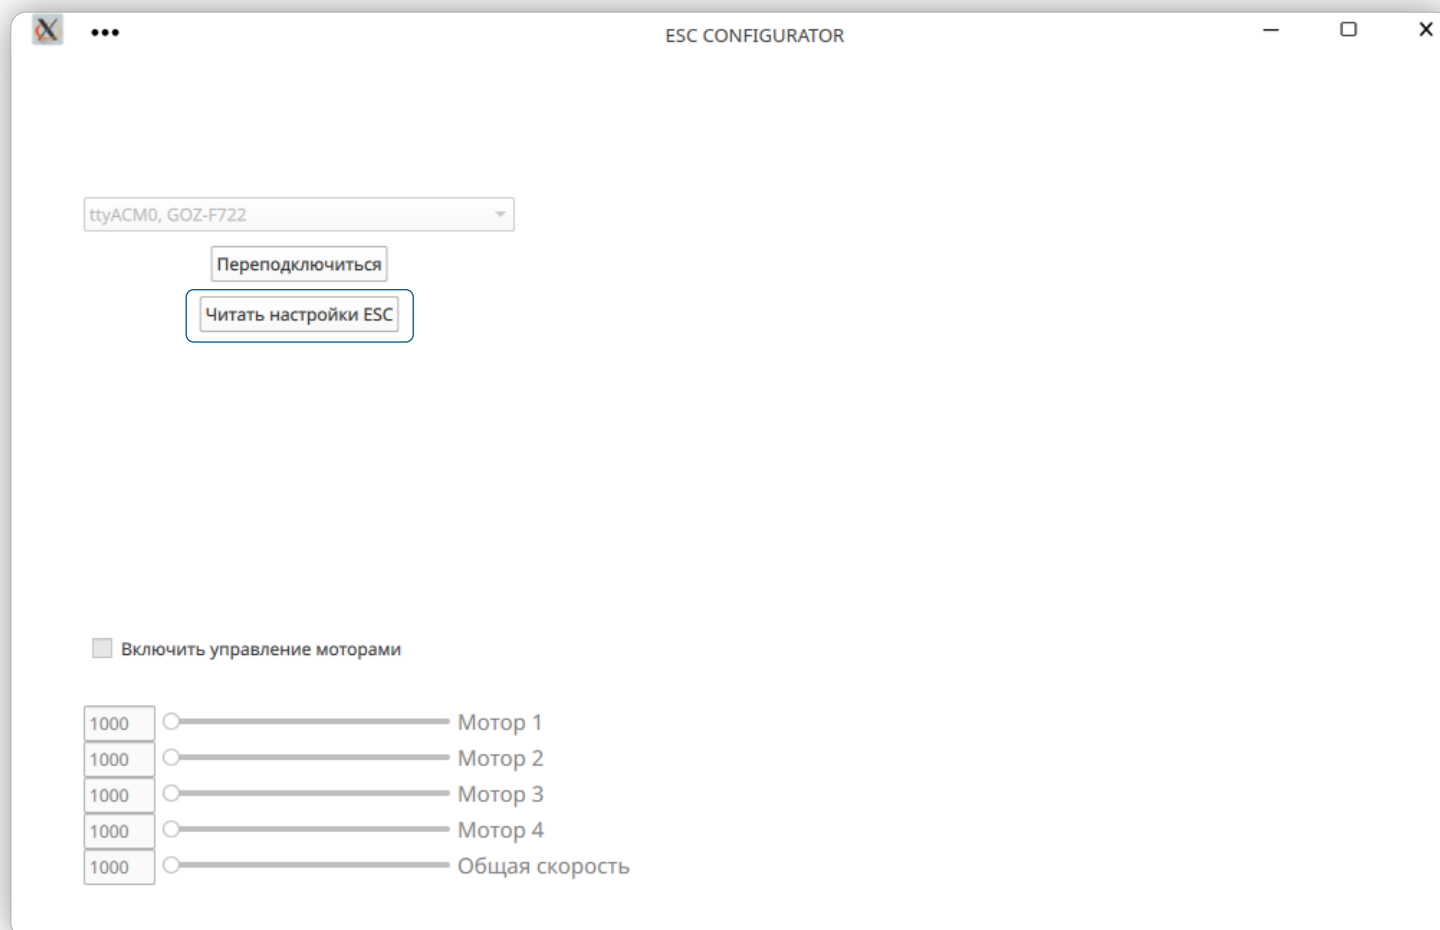 ESC CONFIGURATOR
ttyACM0, GOZ-F722
Переподключиться
Читать настройки ESC
Включить управление моторами
1000 Мотор 1
1000 Мотор 2
1000 Мотор 3
1000 Мотор 4
1000 Общая скорость